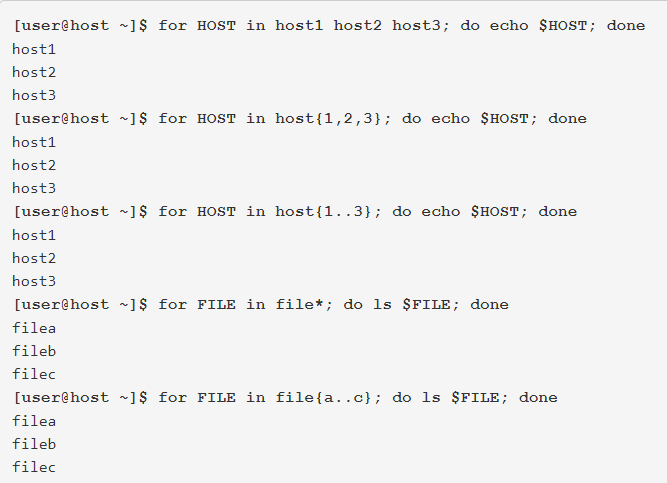 [user@host ~]$ for HOST in host1 host2 host3; do echo $HOST; done
host1
host2
host3
[user@host ~]$ for HOST in host{1,2,3}; do echo $HOST; done
host1
host2
host3
[user@host ~]$ for HOST in host{1..3}; do echo $HOST; done
host1
host2
host3
[user@host ~]$ for FILE in file*; do ls $FILE; done
filea
fileb
filec
[user@host ~]$ for FILE in file{a..c}; do ls $FILE; done
filea
fileb
filec